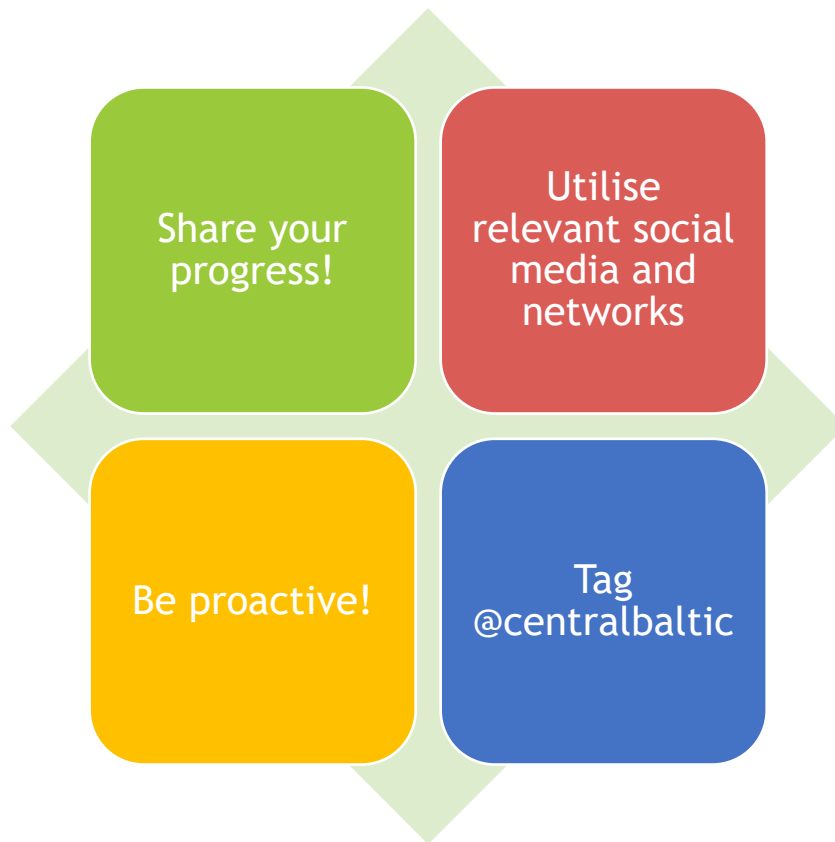 Share your
progress!
Utilise
relevant social
media and
networks
Be proactive!
Tag
@centralbaltic